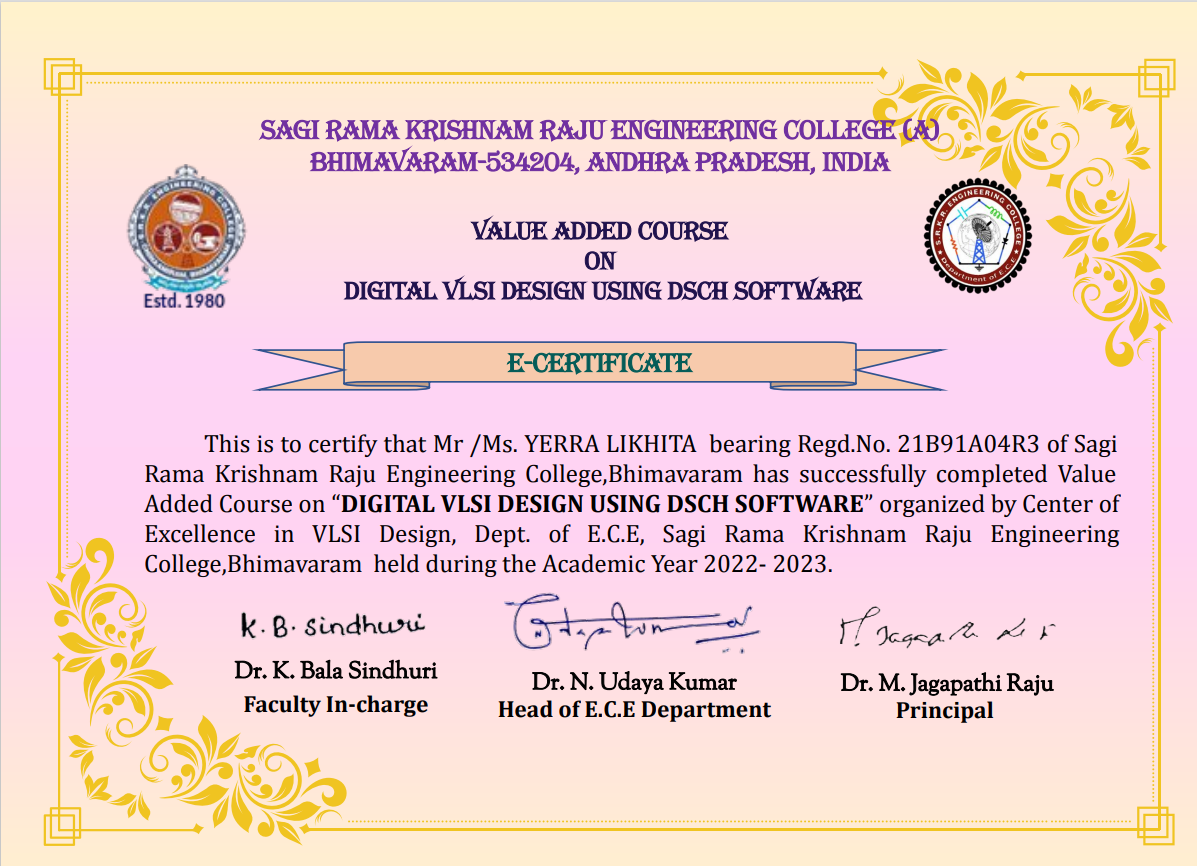 SAGI RAMA KRISHNAM RAJU ENGINEERING COLLEGE (A)
BHIMAVARAM-534204, ANDHRA PRADESH, INDIA
Estd. 1980
S.R.K.R. ENGINEERING COLLEGE
Department of E.C.E
VALUE ADDED COURSE
ON
DIGITAL VLSI DESIGN USING DSCH SOFTWARE
E-CERTIFICATE
This is to certify that Mr /Ms. YERRA LIKHITA bearing Regd.No. 21B91A04R3 of Sagi
Rama Krishnam Raju Engineering College,Bhimavaram has successfully completed Value
Added Course on “DIGITAL VLSI DESIGN USING DSCH SOFTWARE” organized by Center of
Excellence in VLSI Design, Dept. of E.C.E, Sagi Rama Krishnam Raju Engineering
College,Bhimavaram held during the Academic Year 2022- 2023.
K. B. Sindhuri
Dr. K. Bala Sindhuri
Faculty In-charge
Dr. N. Udaya Kumar
Head of E.C.E Department
Dr. M. Jagapathi Raju
Principal